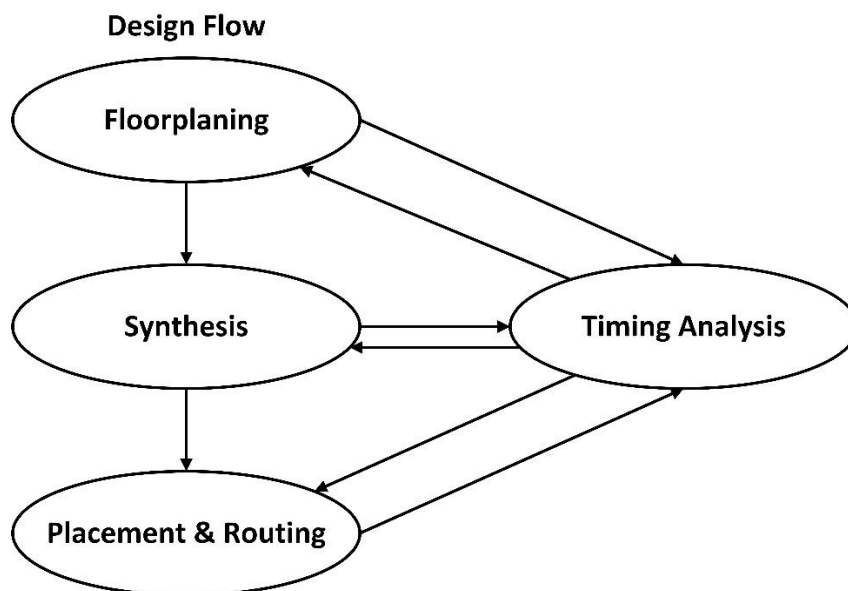 Design Flow
Floorplaning
Synthesis
Timing Analysis
Placement & Routing